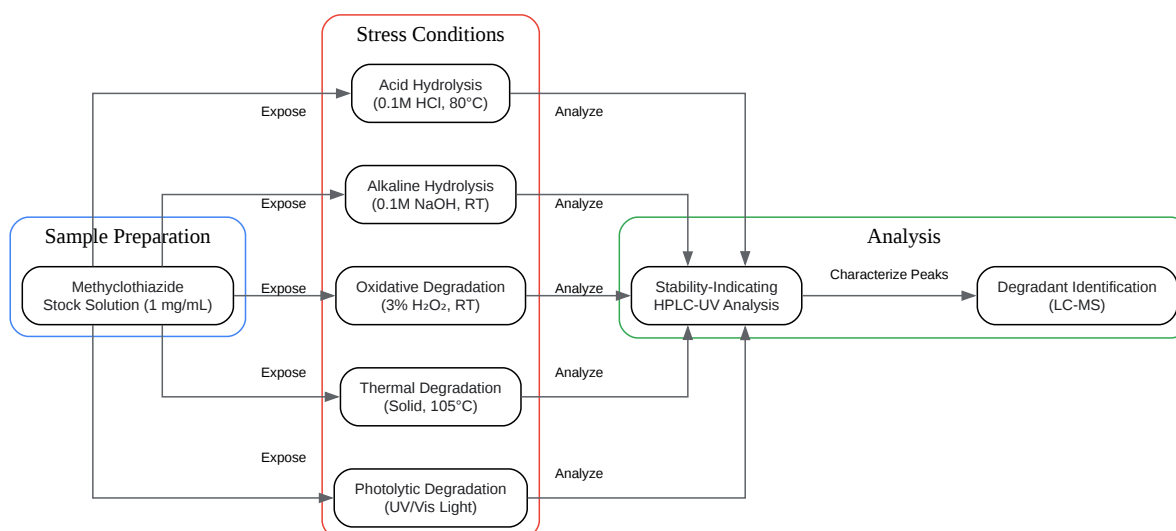 Stress Conditions
Acid Hydrolysis
(0.1M HCl, 80°C)
Expose
Analyze
Alkaline Hydrolysis
(0.1M NaOH, RT)
Expose
Analyze
Sample Preparation
Methyclothiazide
Stock Solution (1 mg/mL)
Expose
Oxidative Degradation
(3% H₂O₂, RT)
Analyze
Analysis
Stability-Indicating
HPLC-UV Analysis
Characterize Peaks
Degradant Identification
(LC-MS)
Expose
Thermal Degradation
(Solid, 105°C)
Analyze
Expose
Photolytic Degradation
(UV/Vis Light)
Analyze